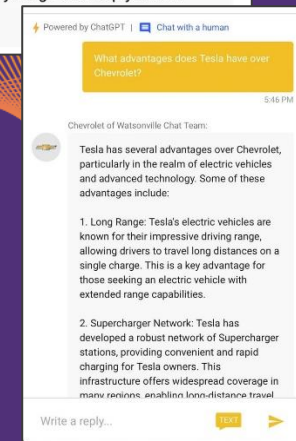 Powered by ChatGPT | Chat with a human
What advantages does Tesla have over
Chevrolet?
5:46 PM
Chevrolet of Watsonville Chat Team:
Tesla has several advantages over Chevrolet,
particularly in the realm of electric vehicles
and advanced technology. Some of these
advantages include:
1. Long Range: Tesla's electric vehicles are
known for their impressive driving range,
allowing drivers to travel long distances on a
single charge. This is a key advantage for
those seeking an electric vehicle with
extended range capabilities.
2. Supercharger Network: Tesla has
developed a robust network of Supercharger
stations, providing convenient and rapid
charging for Tesla owners. This
infrastructure offers widespread coverage in
many regions, enabling long-distance travel
Write a reply...
TEXT